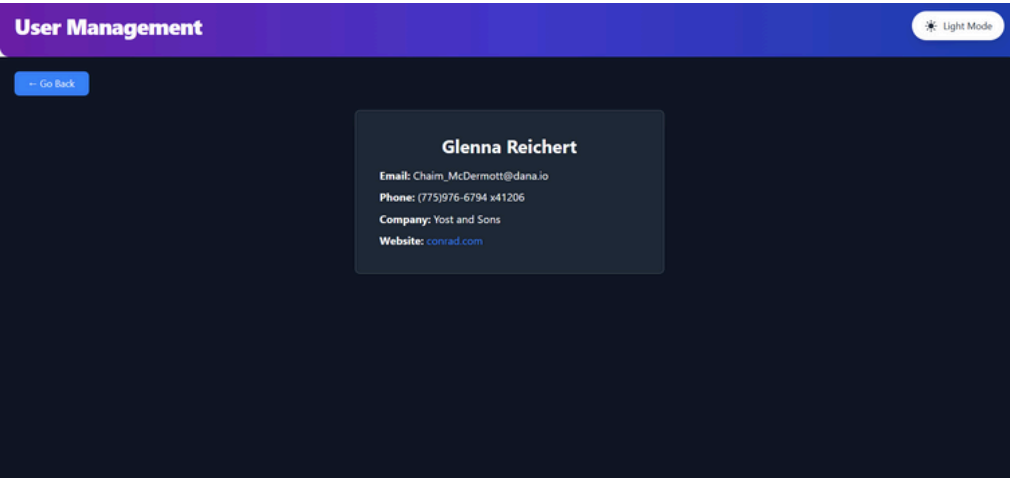 User Management
Light Mode
← Go Back
Glenna Reichert
Email: Chaim_McDermott@dana.io
Phone: (775)976-6794 x41206
Company: Yost and Sons
Website: conrad.com